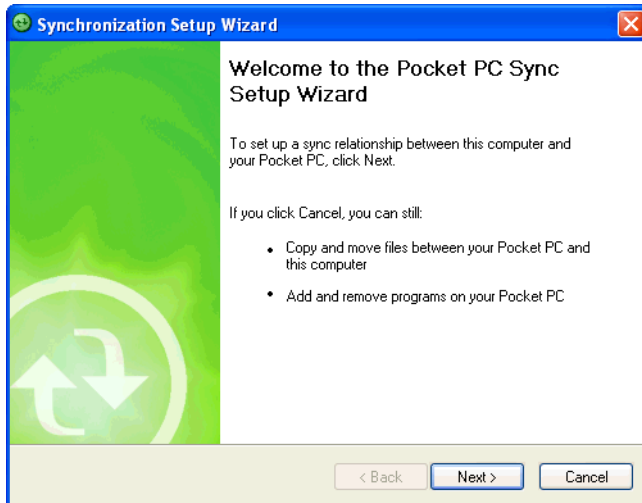 Synchronization Setup Wizard
Welcome to the Pocket PC Sync
Setup Wizard
To set up a sync relationship between this computer and
your Pocket PC, click Next.
If you click Cancel, you can still:
• Copy and move files between your Pocket PC and
this computer
• Add and remove programs on your Pocket PC
< Back
Next >
Cancel